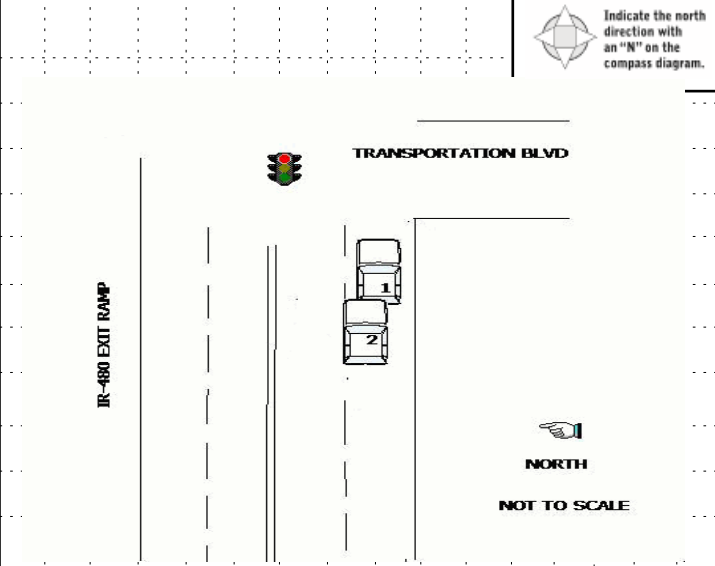 Indicate the north
direction with
an "N" on the
compass diagram.
TRANSPORTATION BLVD
1
2
IR-480 EXIT RAMP
NORTH
NOT TO SCALE